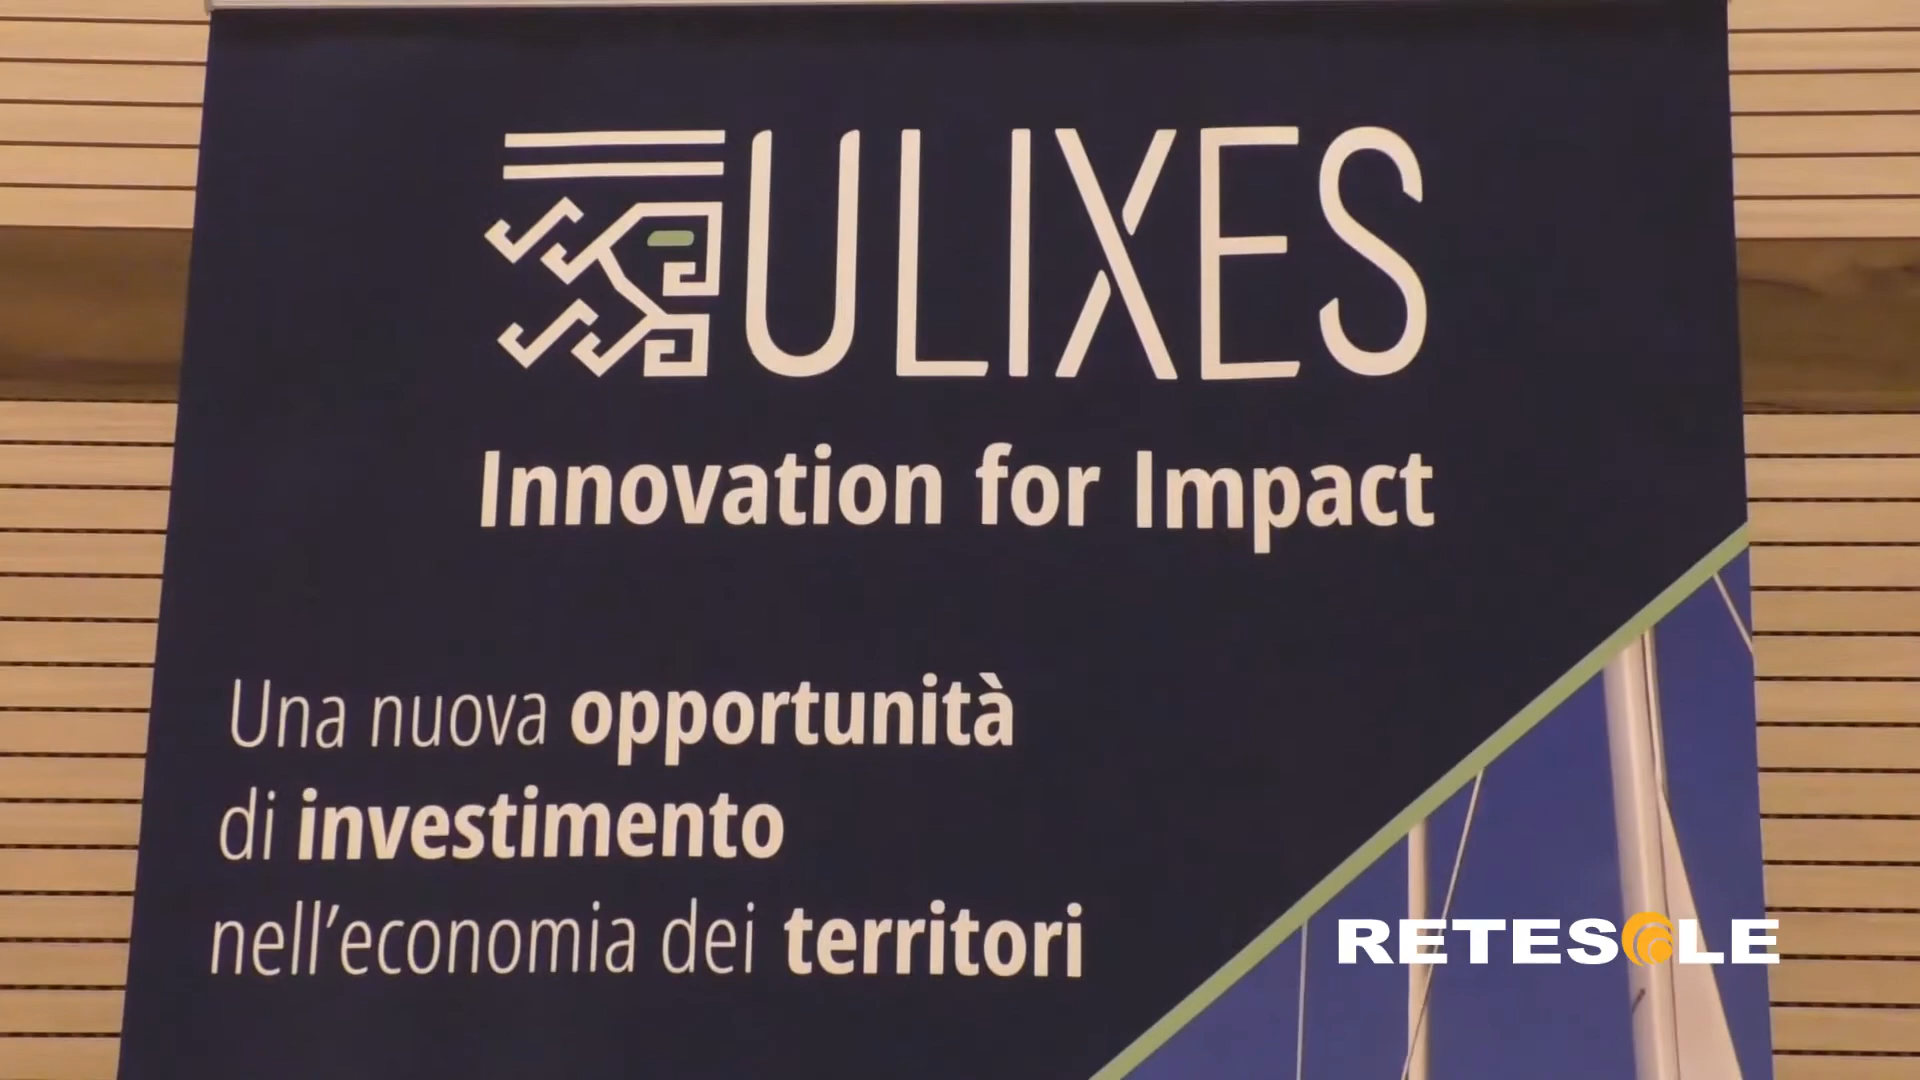 ULIXES
Innovation for Impact
Una nuova opportunità
di investimento
nell'economia dei territori
RETESOLE